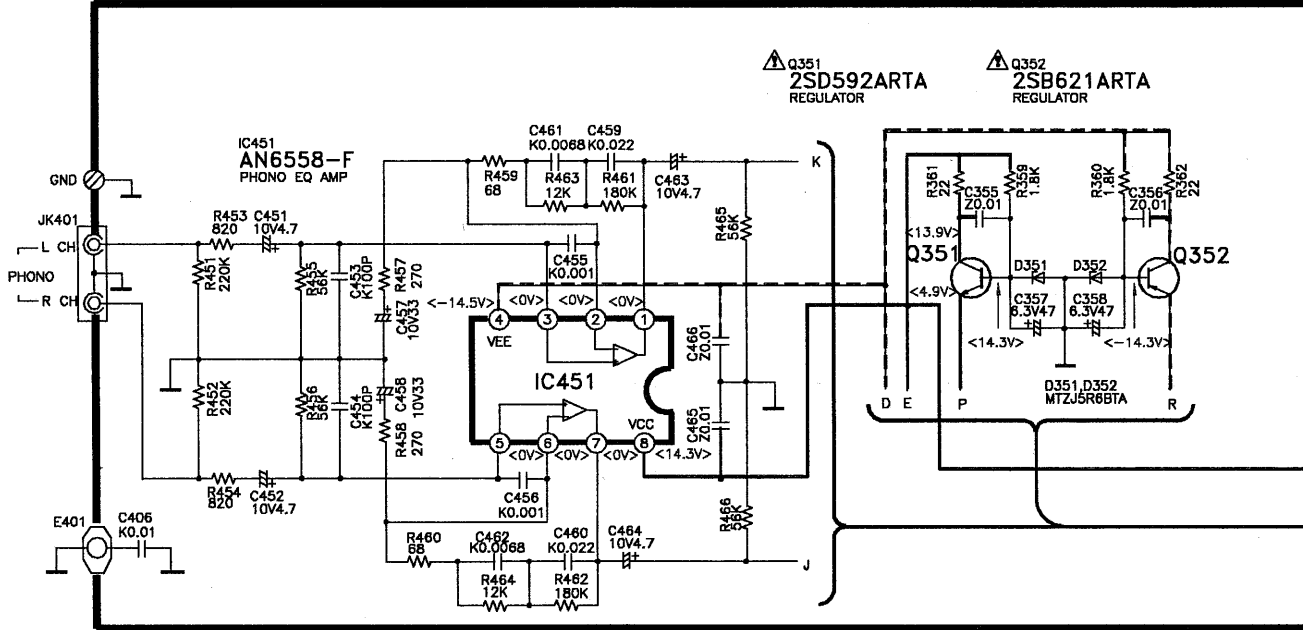 Q351
2SD592ARTA
REGULATOR
Q352
2SB621ARTA
REGULATOR
IC451
AN6558-F
PHONO EQ AMP
C461
K0.0068
C459
K0.022
R459
68
R463
12K
R461
180K
C463
10V4.7
K
GND
JK401
L CH
PHONO
R CH
R453
820
C451
10V4.7
R451
220K
R455
56K
C453
K100P
R457
270
C457
10V33
C455
K0.001
R465
56K
R361
22
C355
Z0.01
R359
1.8K
R360
1.8K
C356
Z0.01
R362
22
<13.9V>
Q351
D351
D352
Q352
<4.9V>
C357
6.3V47
C358
6.3V47
<14.3V>
<-14.3V>
<-14.5V>
<0V>
<0V>
<0V>
4
3
2
1
VEE
IC451
VCC
5
6
7
8
<0V>
<0V>
<0V>
<14.3V>
C466
Z0.01
C465
Z0.01
D351,D352
MTZJ5R6BTA
D
E
P
R
R452
220K
R456
56K
C454
K100P
C458
10V33
R458
270
R454
820
C452
10V4.7
C456
K0.001
R466
56K
E401
C406
K0.01
R460
68
C462
K0.0068
C460
K0.022
C464
10V4.7
R464
12K
R462
180K
J